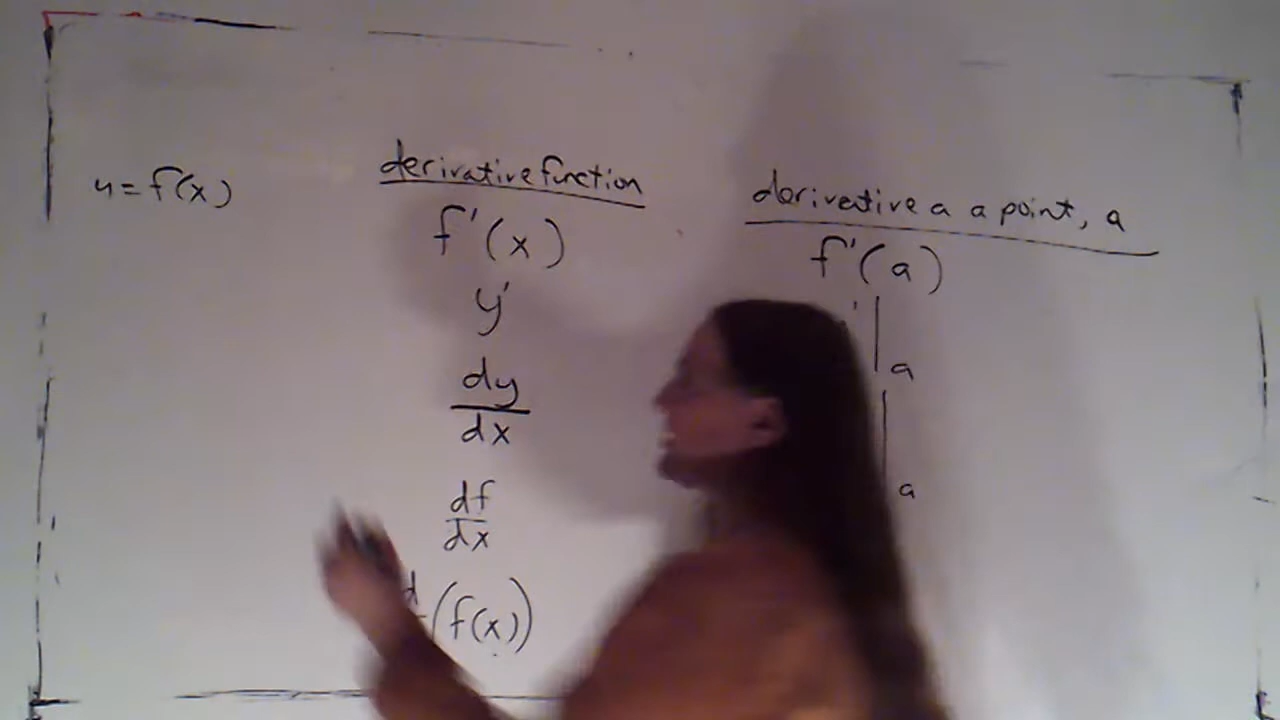 y=f(x)
derivative function
f'(x)
y'
dy
dx
df
dx
d
(f(x))
derivative a a point, a
f'(a)
'|
a
|
a